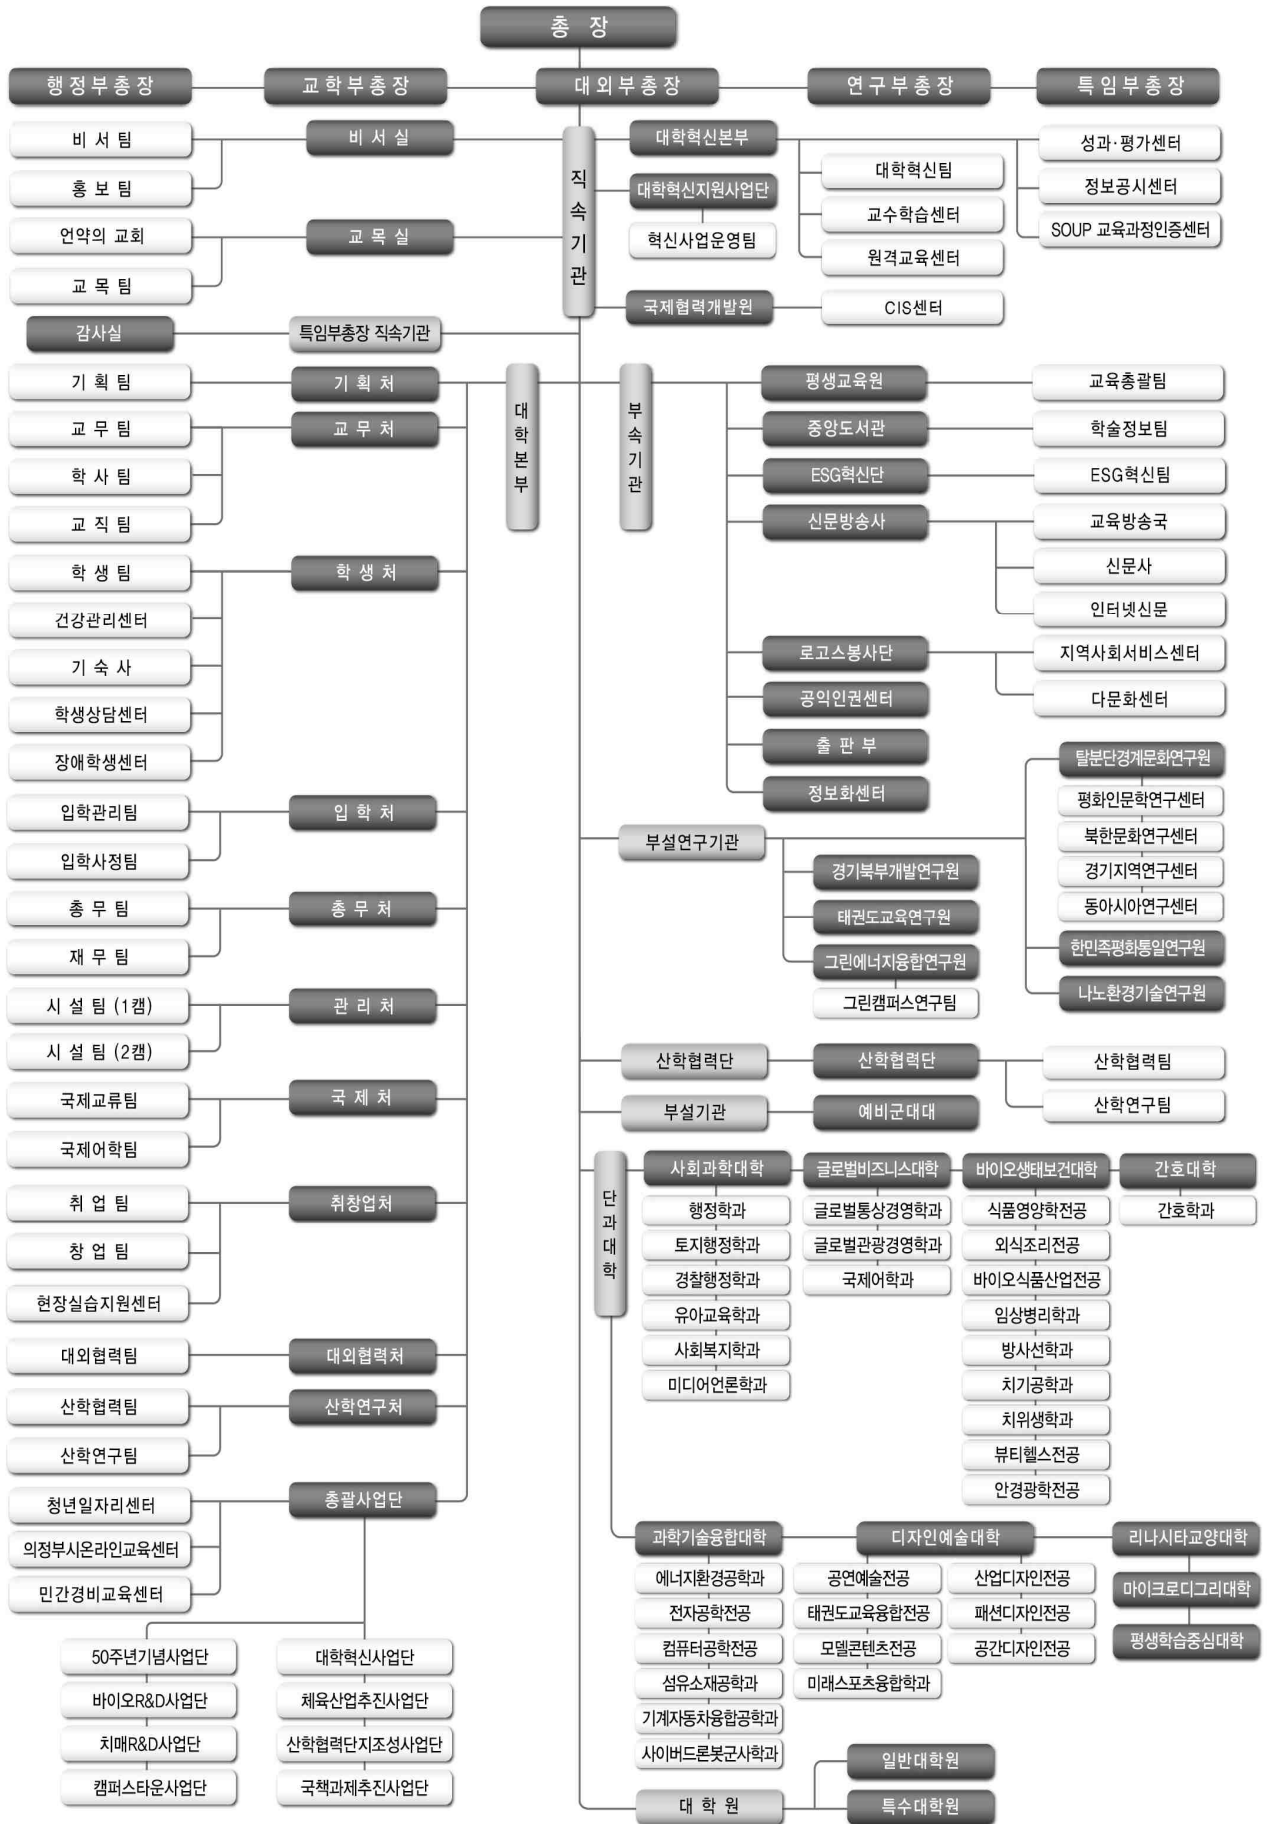 총 장
행정부총장
교학부총장
대외부총장
연구부총장
특임부총장
직속기관
비 서 실
비 서 팀
홍 보 팀
교 목 실
언약의 교회
교 목 팀
대학혁신본부
대학혁신팀
교수학습센터
원격교육센터
성과·평가센터
정보공시센터
SOUP 교육과정인증센터
대학혁신지원사업단
혁신사업운영팀
국제협력개발원
CIS센터
특임부총장 직속기관
감사실
대학본부
기 획 처
기 획 팀
교 무 처
교 무 팀
학 사 팀
교 직 팀
학 생 처
학 생 팀
건강관리센터
기 숙 사
학생상담센터
장애학생센터
입 학 처
입학관리팀
입학사정팀
총 무 처
총 무 팀
재 무 팀
관 리 처
시 설 팀 (1캠)
시 설 팀 (2캠)
국 제 처
국제교류팀
국제어학팀
취창업처
취 업 팀
창 업 팀
현장실습지원센터
대외협력처
대외협력팀
산학연구처
산학협력팀
산학연구팀
총괄사업단
청년일자리센터
의정부시온라인교육센터
민간경비교육센터
50주년기념사업단
바이오R&D사업단
치매R&D사업단
캠퍼스타운사업단
대학혁신사업단
체육산업추진사업단
산학협력단지조성사업단
국책과제추진사업단
부속기관
평생교육원
교육총괄팀
중앙도서관
학술정보팀
ESG혁신단
ESG혁신팀
신문방송사
교육방송국
신문사
인터넷신문
로고스봉사단
지역사회서비스센터
다문화센터
공익인권센터
출 판 부
정보화센터
부설연구기관
경기북부개발연구원
태권도교육연구원
그린에너지융합연구원
그린캠퍼스연구팀
탈분단경계문화연구원
평화인문학연구센터
북한문화연구센터
경기지역연구센터
동아시아연구센터
한민족평화통일연구원
나노환경기술연구원
산학협력단
산학협력단
산학협력팀
산학연구팀
부설기관
예비군대대
단과대학
사회과학대학
행정학과
토지행정학과
경찰행정학과
유아교육학과
사회복지학과
미디어언론학과
글로벌비즈니스대학
글로벌통상경영학과
글로벌관광경영학과
국제어학과
바이오생태보건대학
식품영양학전공
외식조리전공
바이오식품산업전공
임상병리학과
방사선학과
치기공학과
치위생학과
뷰티헬스전공
안경광학전공
간호대학
간호학과
과학기술융합대학
에너지환경공학과
전자공학전공
컴퓨터공학전공
섬유소재공학과
기계자동차융합공학과
사이버드론봇군사학과
디자인예술대학
공연예술전공
태권도교육융합전공
모델콘텐츠전공
미래스포츠융합학과
산업디자인전공
패션디자인전공
공간디자인전공
리나시타교양대학
마이크로디그리대학
평생학습중심대학
대 학 원
일반대학원
특수대학원